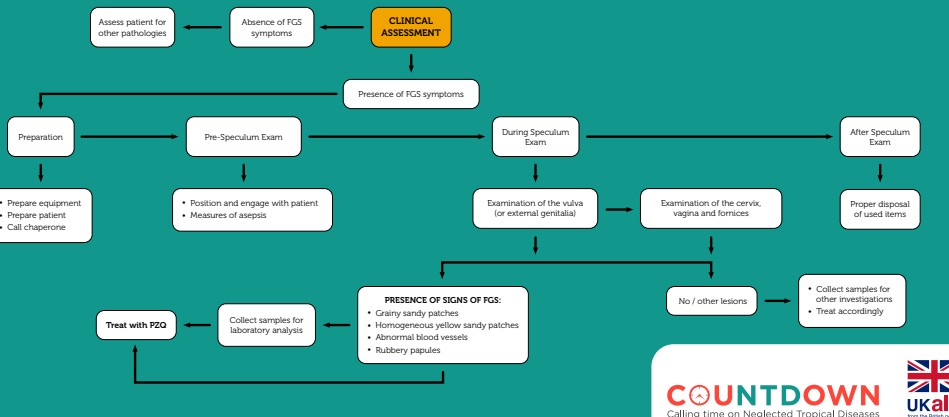 Assess patient for
other pathologies
Absence of FGS
symptoms
CLINICAL
ASSESSMENT
Presence of FGS symptoms
Preparation
Pre-Speculum Exam
During Speculum
Exam
After Speculum
Exam
• Prepare equipment
• Prepare patient
• Call chaperone
• Position and engage with patient
• Measures of asepsis
Examination of the vulva
(or external genitalia)
Examination of the cervix,
vagina and fornices
Proper disposal
of used items
PRESENCE OF SIGNS OF FGS:
• Grainy sandy patches
• Homogeneous yellow sandy patches
• Abnormal blood vessels
• Rubbery papules
No / other lesions
• Collect samples for
other investigations
• Treat accordingly
Collect samples for
laboratory analysis
Treat with PZQ
COUNTDOWN
Calling time on Neglected Tropical Diseases
UKai
from the British